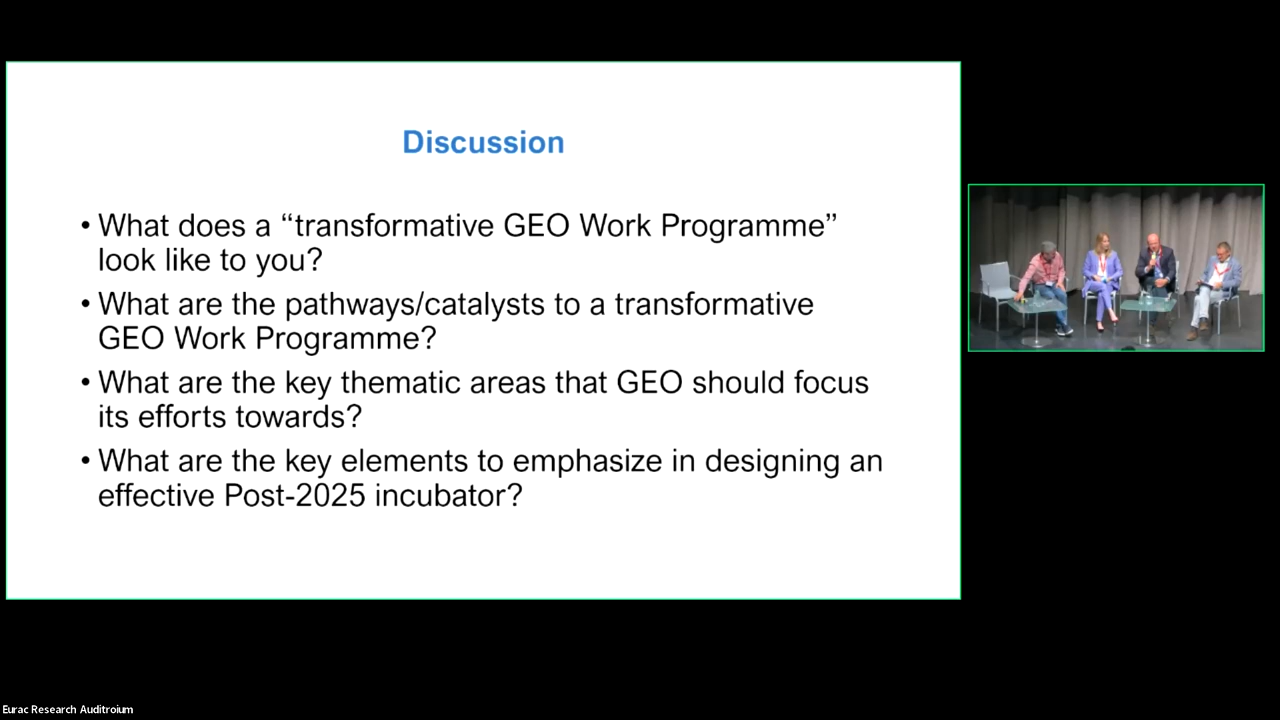 Discussion
• What does a “transformative GEO Work Programme”
look like to you?
• What are the pathways/catalysts to a transformative
GEO Work Programme?
• What are the key thematic areas that GEO should focus
its efforts towards?
• What are the key elements to emphasize in designing an
effective Post-2025 incubator?
Eurac Research Auditroium